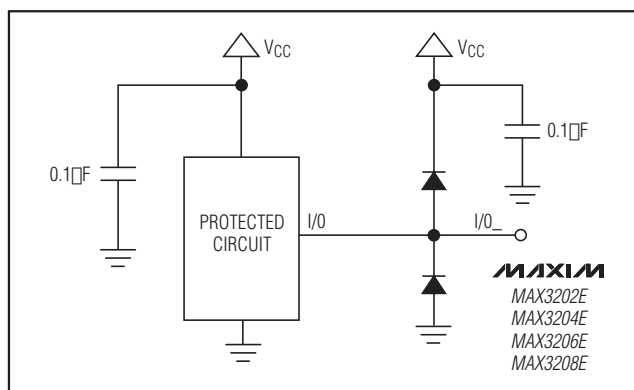 VCC
VCC
0.1▯F
0.1▯F
PROTECTED
CIRCUIT
I/0
I/0_
MAXIM
MAX3202E
MAX3204E
MAX3206E
MAX3208E